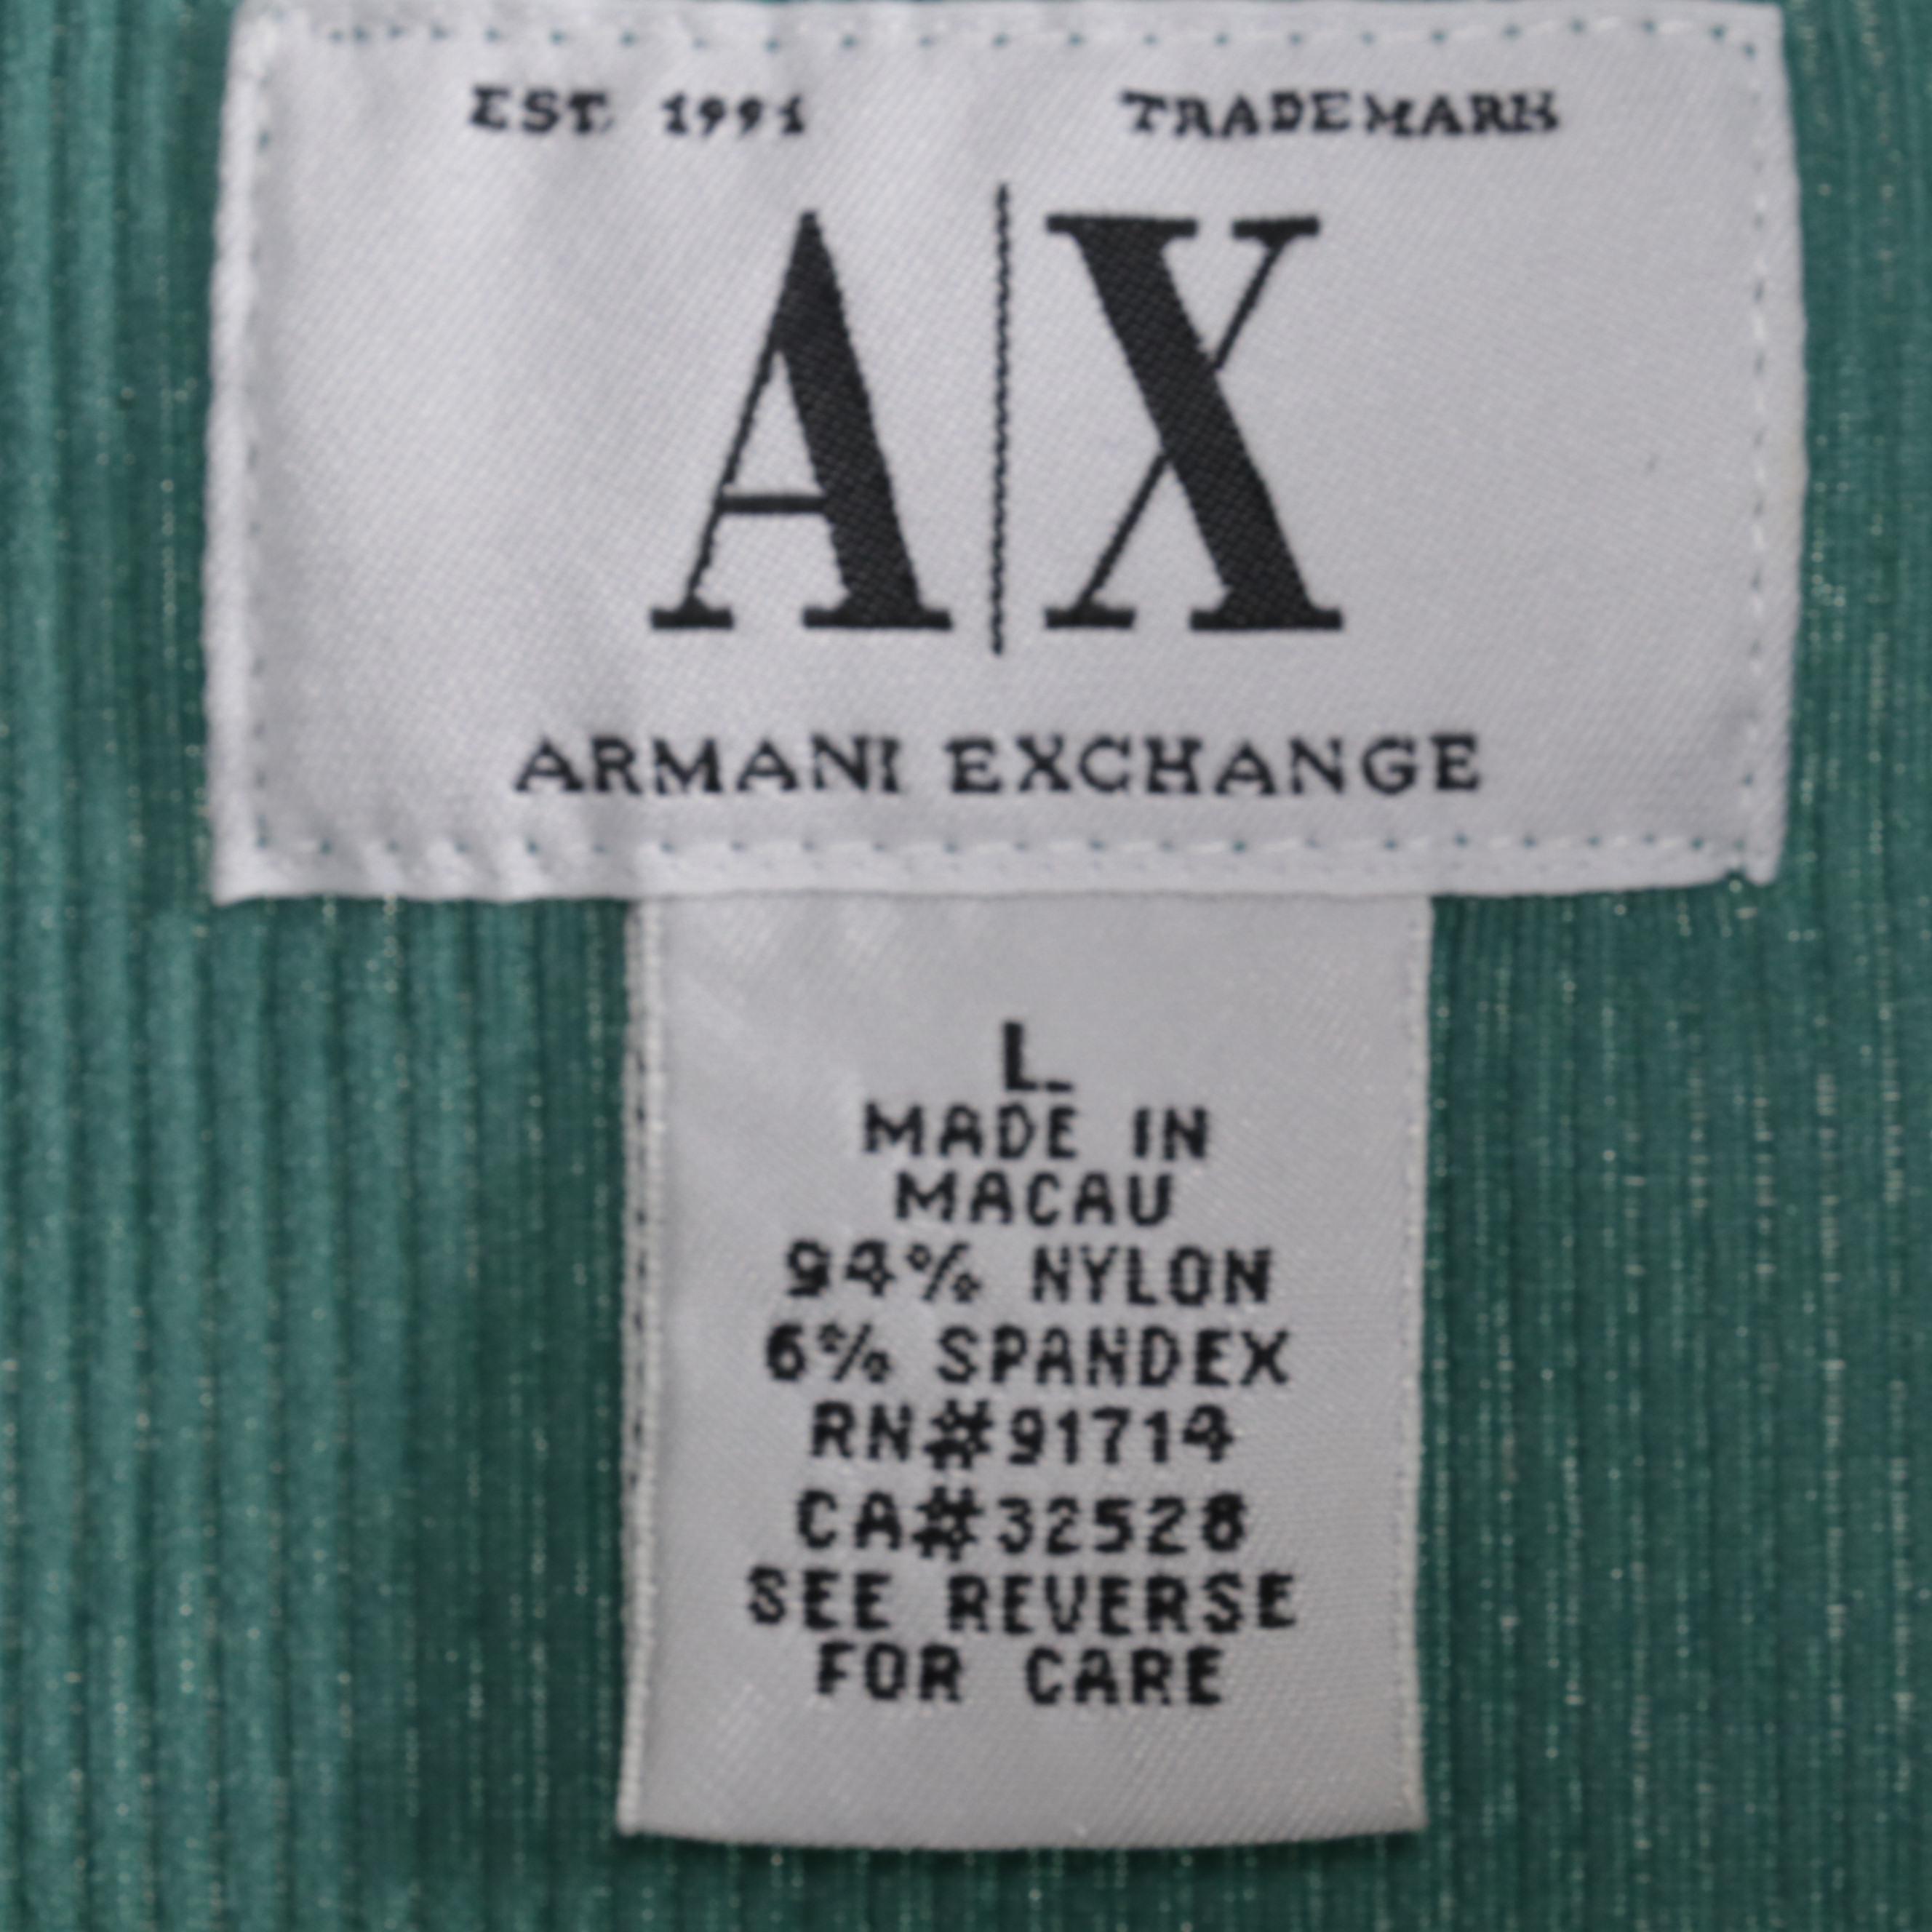 EST. 1991 TRADEMARK
A|X
ARMANI EXCHANGE
L
MADE IN
MACAU
94% NYLON
6% SPANDEX
RN#91714
CA#32528
SEE REVERSE
FOR CARE